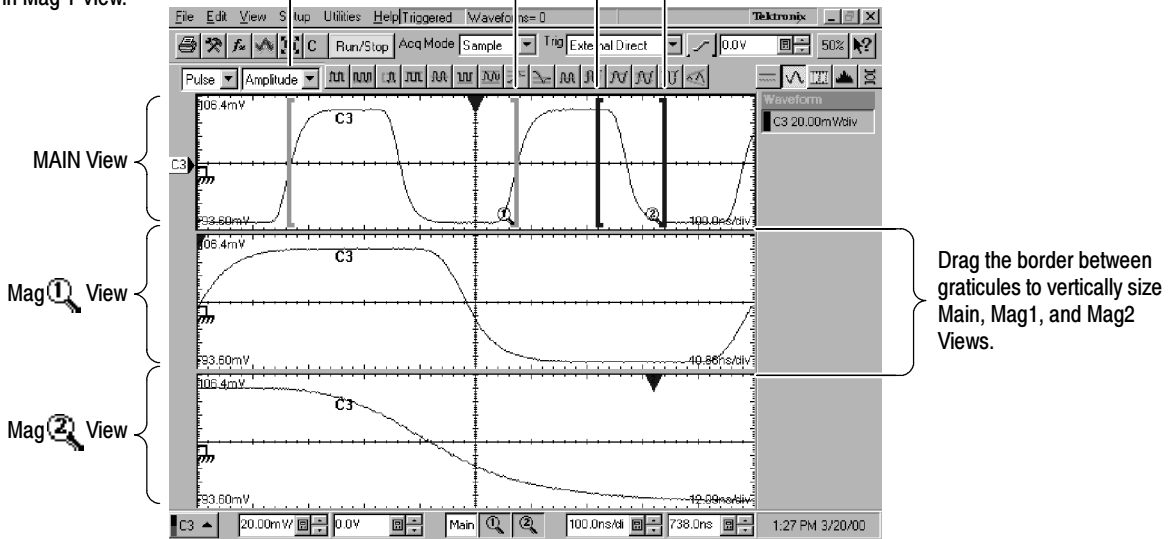 in Mag 1 View.
File Edit View Setup Utilities Help Triggered Waveforms= 0 Tektronix
C Run/Stop Acq Mode Sample Trig External Direct 0.0V 50%
Pulse Amplitude
MAIN View
106.4mV
C3
Waveform
C3 20.00mV/div
C3
1
2
-93.60mV
100.0ns/div
Mag 1 View
106.4mV
C3
-93.60mV
40.86ns/div
Drag the border between
graticules to vertically size
Main, Mag1, and Mag2
Views.
Mag 2 View
106.4mV
C3
-93.60mV
12.09ns/div
C3 20.00mV/ 0.0V Main 1 2 100.0ns/di 738.0ns 1:27 PM 3/20/00